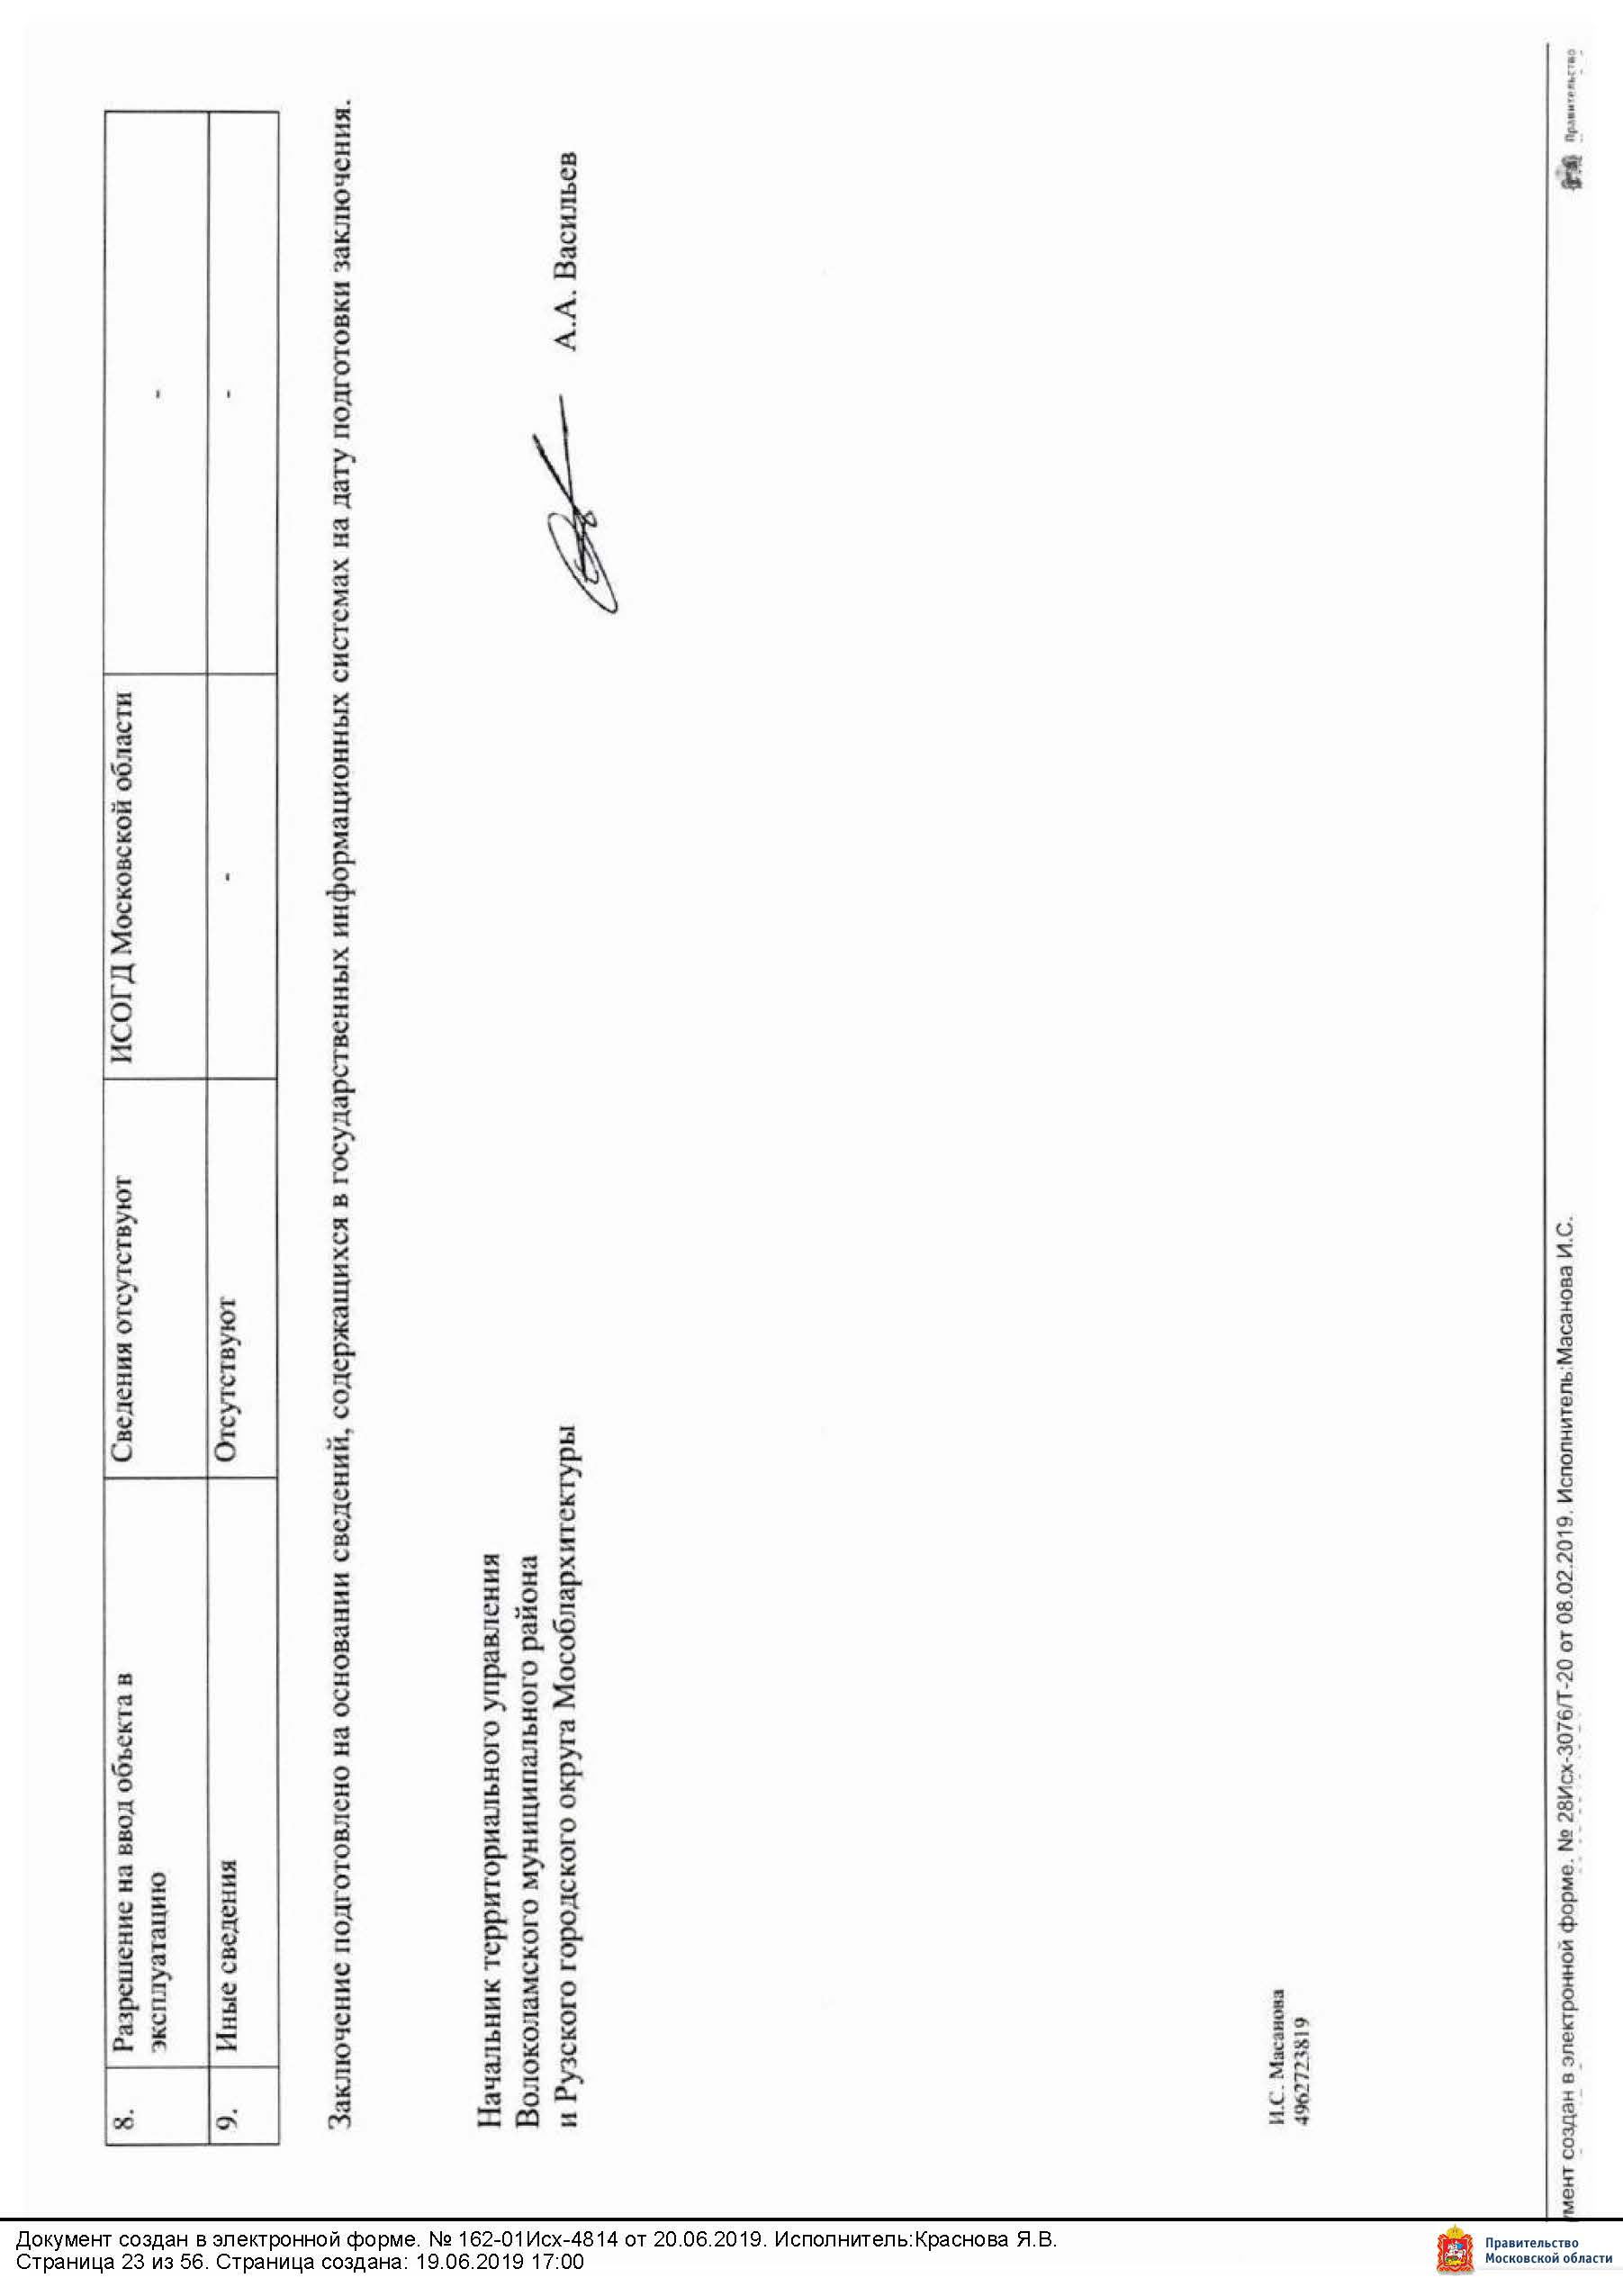 8. Разрешение на ввод объекта в эксплуатацию Сведения отсутствуют ИСОГД Московской области -
9. Иные сведения Отсутствуют - -
Заключение подготовлено на основании сведений, содержащихся в государственных информационных системах на дату подготовки заключения.
Начальник территориального управления
Волоколамского муниципального района
и Рузского городского округа Мособлархитектуры А.А. Васильев
И.С. Масанова
4962723819
мент создан в электронной форме. № 28Исх-3076/Т-20 от 08.02.2019. Исполнитель:Масанова И.С.
Правительство
Документ создан в электронной форме. № 162-01Исх-4814 от 20.06.2019. Исполнитель:Краснова Я.В.
Страница 23 из 56. Страница создана: 19.06.2019 17:00
Правительство
Московской области